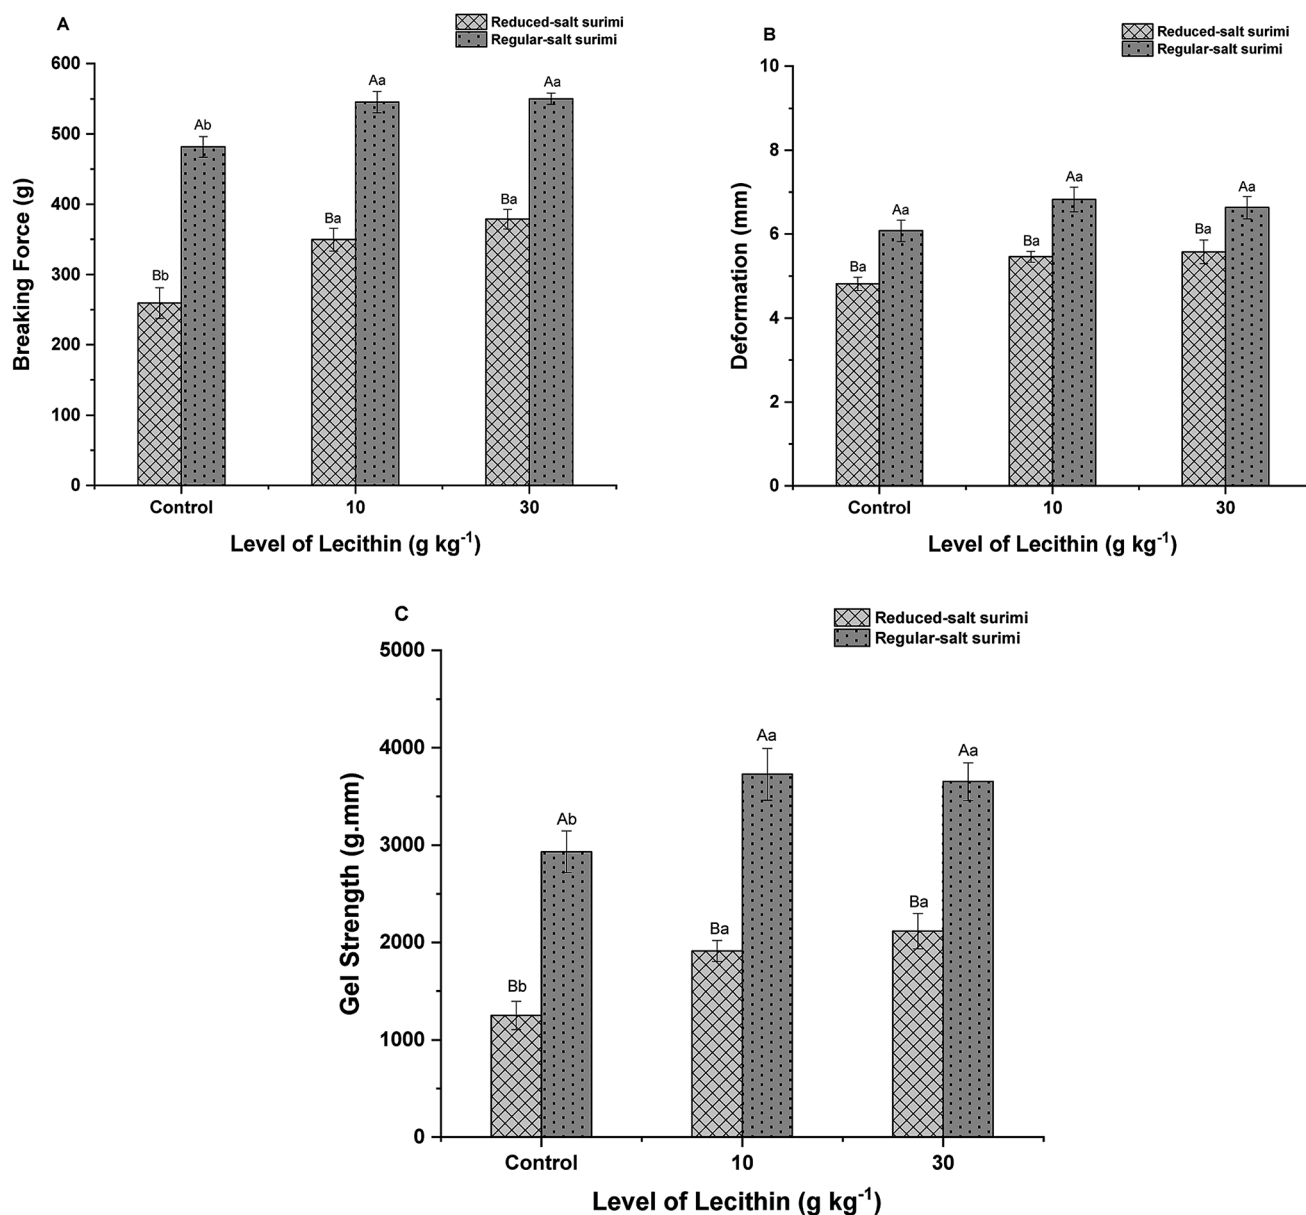 A
Reduced-salt surimi
Regular-salt surimi
600
500
400
300
200
100
0
Breaking Force (g)
Bb
Ab
Ba
Aa
Ba
Aa
Control
10
30
Level of Lecithin (g kg⁻¹)
B
Reduced-salt surimi
Regular-salt surimi
10
8
6
4
2
0
Deformation (mm)
Ba
Aa
Ba
Aa
Ba
Aa
Control
10
30
Level of Lecithin (g kg⁻¹)
C
Reduced-salt surimi
Regular-salt surimi
5000
4000
3000
2000
1000
0
Gel Strength (g.mm)
Bb
Ab
Ba
Aa
Ba
Aa
Control
10
30
Level of Lecithin (g kg⁻¹)